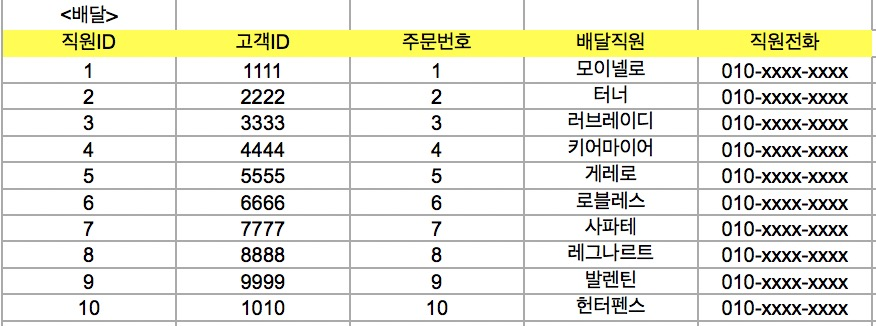 <배달>
직원ID 고객ID 주문번호 배달직원 직원전화
1 1111 1 모이넬로 010-xxxx-xxxx
2 2222 2 터너 010-xxxx-xxxx
3 3333 3 러브레이디 010-xxxx-xxxx
4 4444 4 키어마이어 010-xxxx-xxxx
5 5555 5 게레로 010-xxxx-xxxx
6 6666 6 로블레스 010-xxxx-xxxx
7 7777 7 사파테 010-xxxx-xxxx
8 8888 8 레그나르트 010-xxxx-xxxx
9 9999 9 발렌틴 010-xxxx-xxxx
10 1010 10 헌터펜스 010-xxxx-xxxx